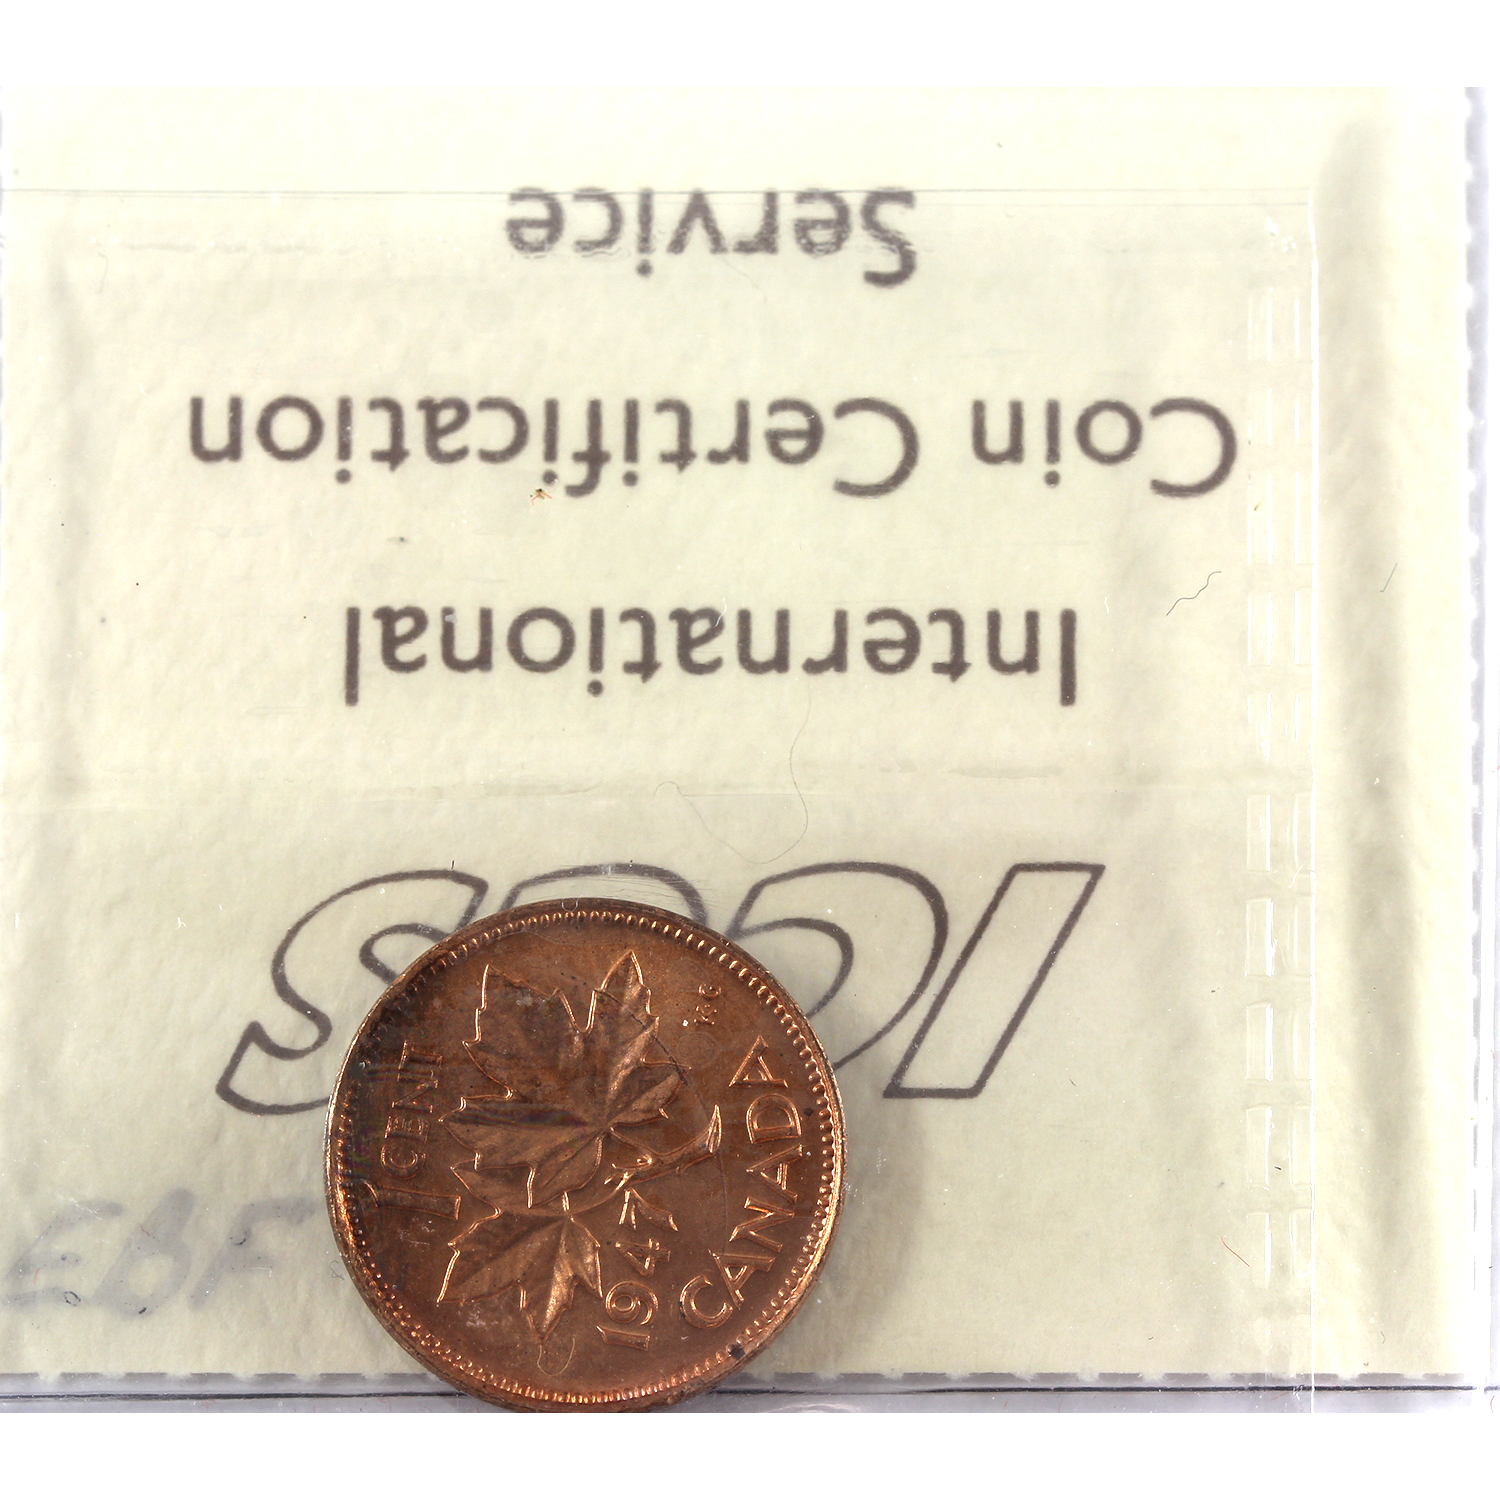 ICCS
International
Coin Certification
Service
1 CENT
K·G
1947
CANADA